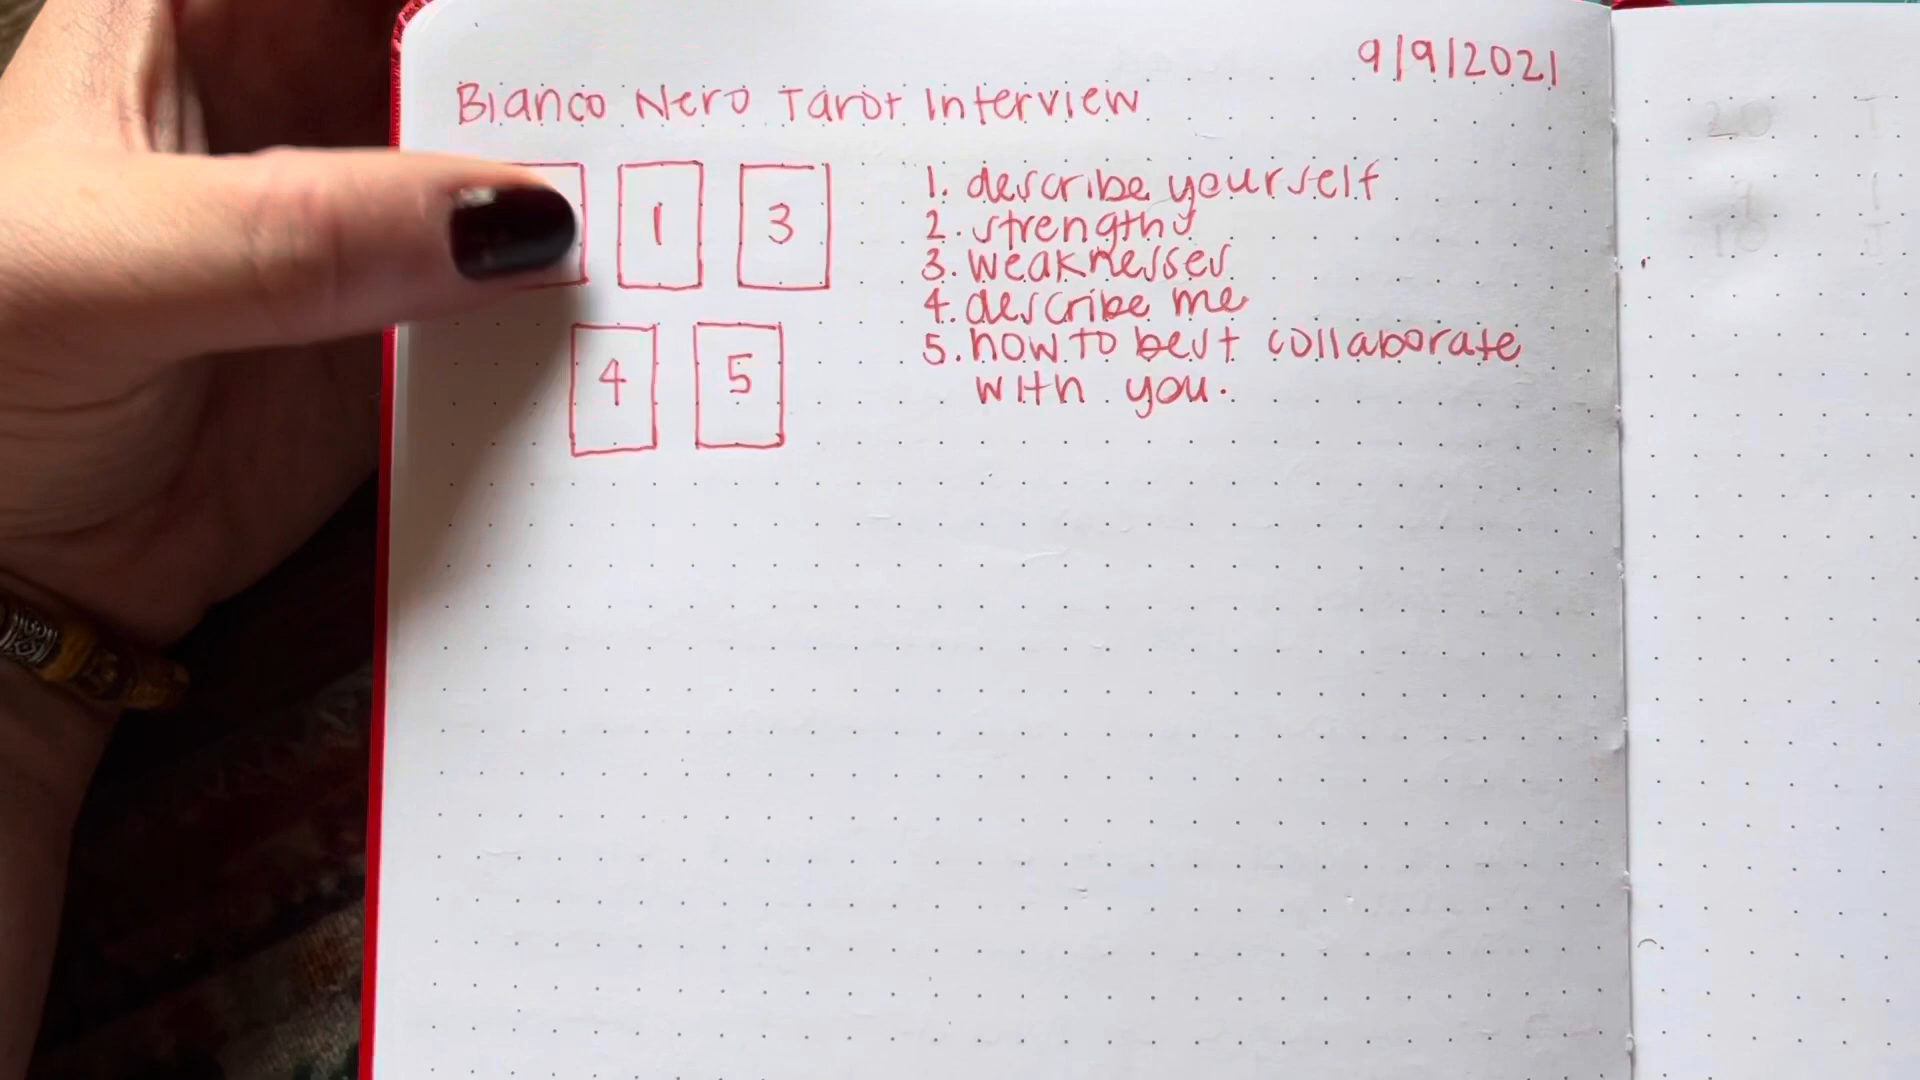 9/9/2021
Bianco Nero Tarot Interview
1 3
4 5
1. describe yourself
2. strengths
3. weaknesses
4. describe me
5. how to best collaborate
with you.